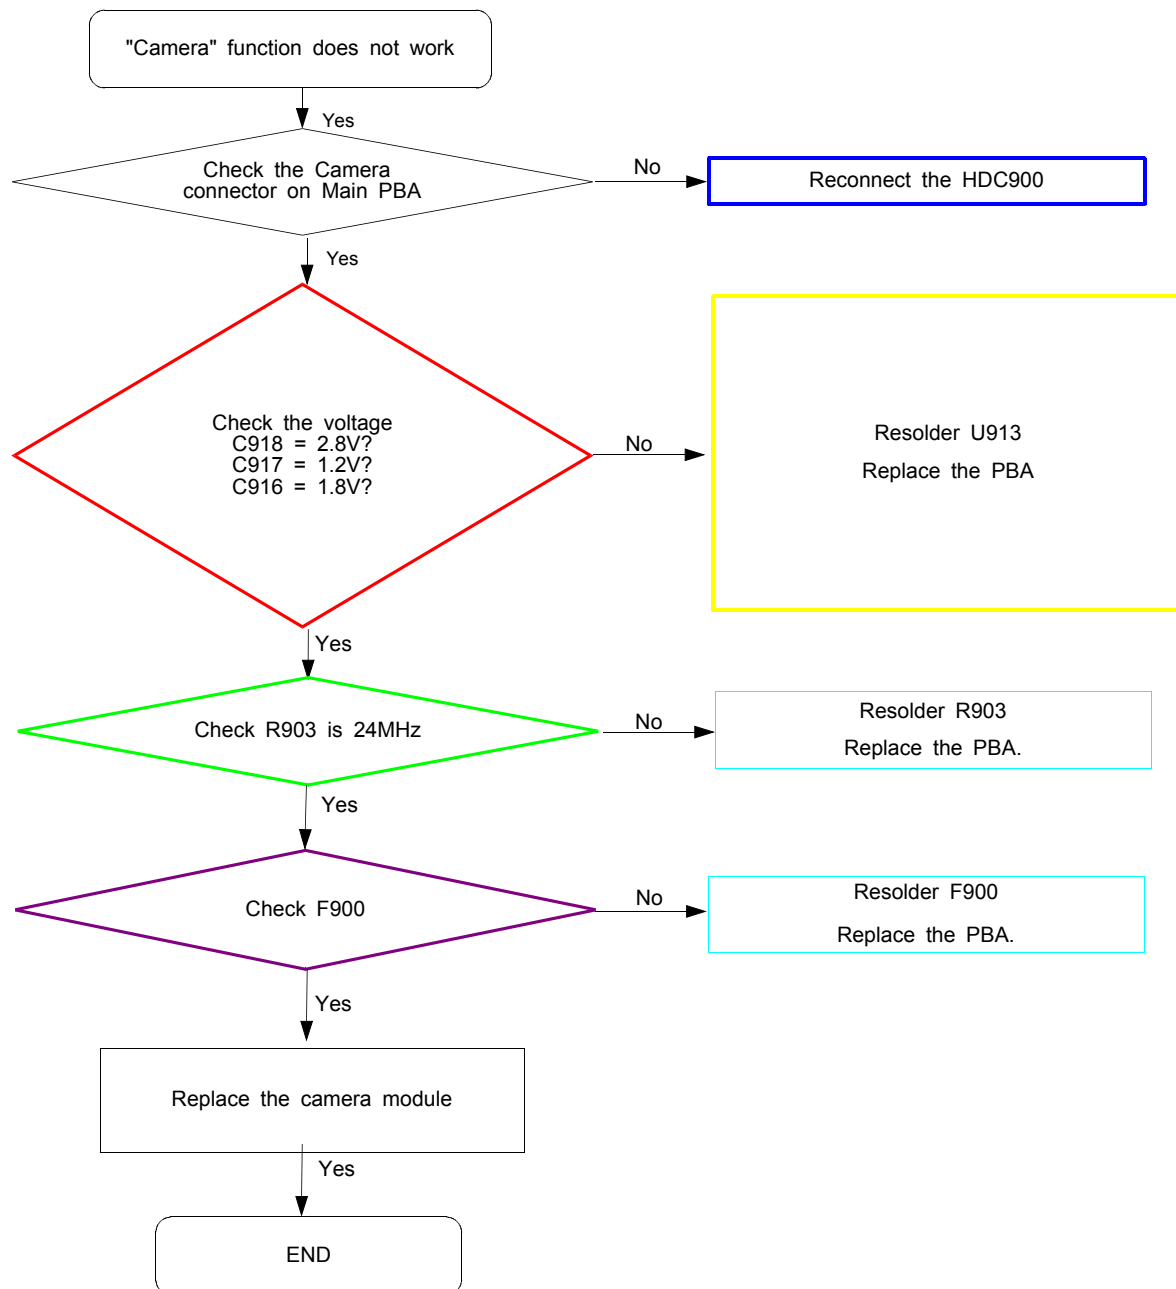 "Camera" function does not work
Yes
Check the Camera
connector on Main PBA
No
Reconnect the HDC900
Yes
Check the voltage
C918 = 2.8V?
C917 = 1.2V?
C916 = 1.8V?
No
Resolder U913
Replace the PBA
Yes
Check R903 is 24MHz
No
Resolder R903
Replace the PBA.
Yes
Check F900
No
Resolder F900
Replace the PBA.
Yes
Replace the camera module
Yes
END